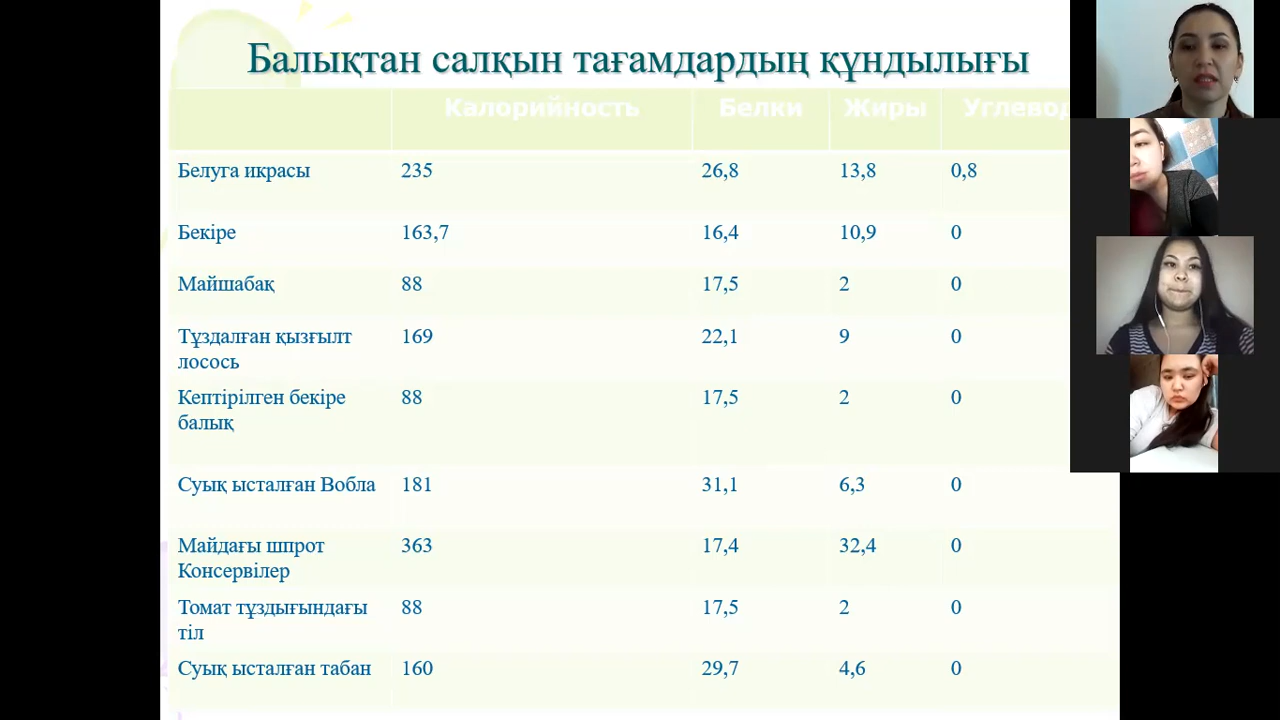 Балықтан салқын тағамдардың құндылығы
Калорийность Белки Жиры Углевод
Белуга икрасы 235 26,8 13,8 0,8
Бекіре 163,7 16,4 10,9 0
Майшабақ 88 17,5 2 0
Тұздалған қызғылт 169 22,1 9 0
лосось
Кептірілген бекіре 88 17,5 2 0
балық
Суық ысталған Вобла 181 31,1 6,3 0
Майдағы шпрот 363 17,4 32,4 0
Консервілер
Томат тұздығындағы 88 17,5 2 0
тіл
Суық ысталған табан 160 29,7 4,6 0